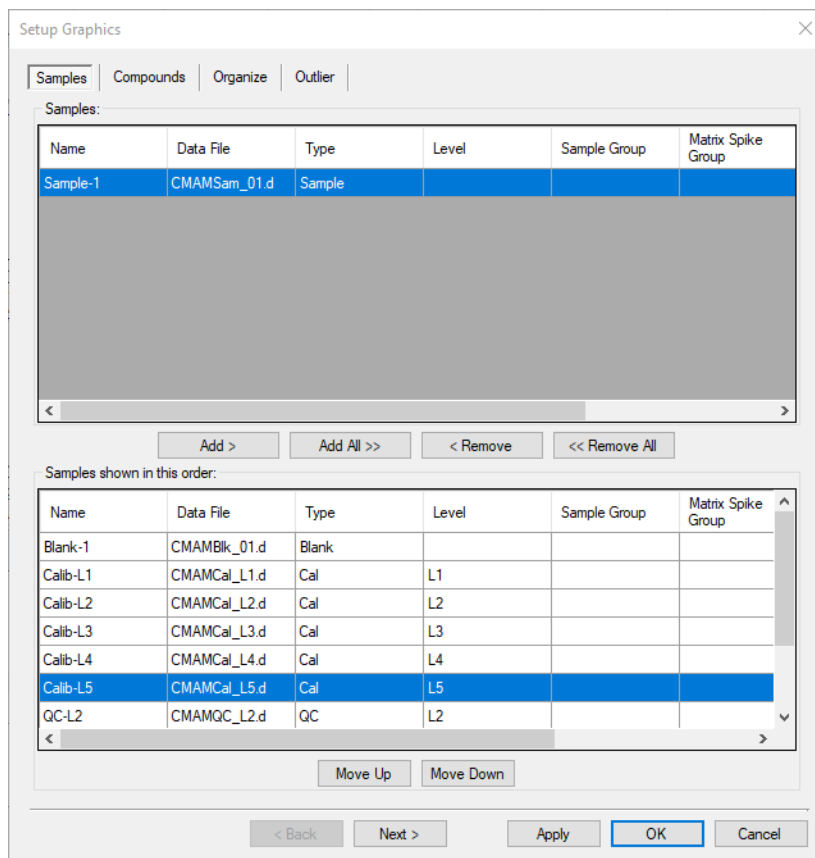 Setup Graphics
Samples Compounds Organize Outlier
Samples:
Name Data File Type Level Sample Group Matrix Spike Group
Sample-1 CMAMSam_01.d Sample
Add > Add All >> < Remove << Remove All
Samples shown in this order:
Name Data File Type Level Sample Group Matrix Spike Group
Blank-1 CMAMBlk_01.d Blank
Calib-L1 CMAMCal_L1.d Cal L1
Calib-L2 CMAMCal_L2.d Cal L2
Calib-L3 CMAMCal_L3.d Cal L3
Calib-L4 CMAMCal_L4.d Cal L4
Calib-L5 CMAMCal_L5.d Cal L5
QC-L2 CMAMQC_L2.d QC L2
Move Up Move Down
< Back Next > Apply OK Cancel